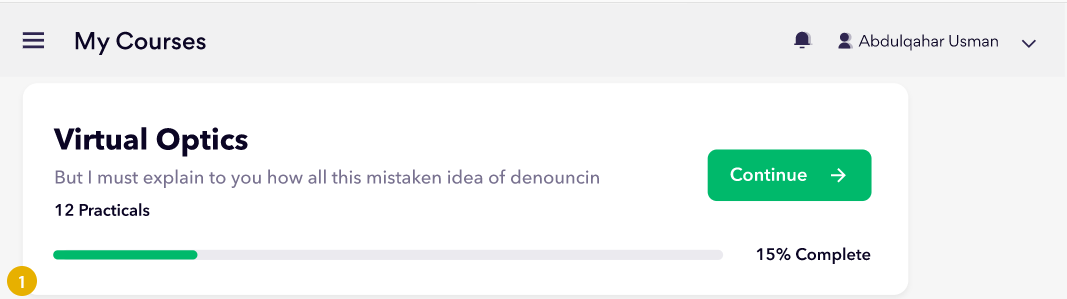 My Courses
Abdulqahar Usman
Virtual Optics
But I must explain to you how all this mistaken idea of denouncin
12 Practicals
Continue
15% Complete
1